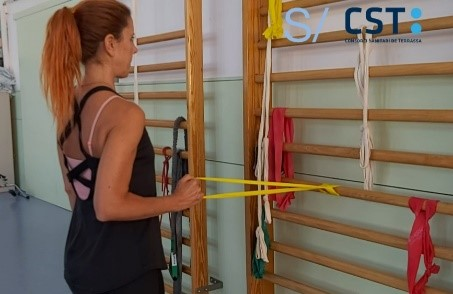 S/ CST:
CONSORCI SANITARI DE TERRASSA